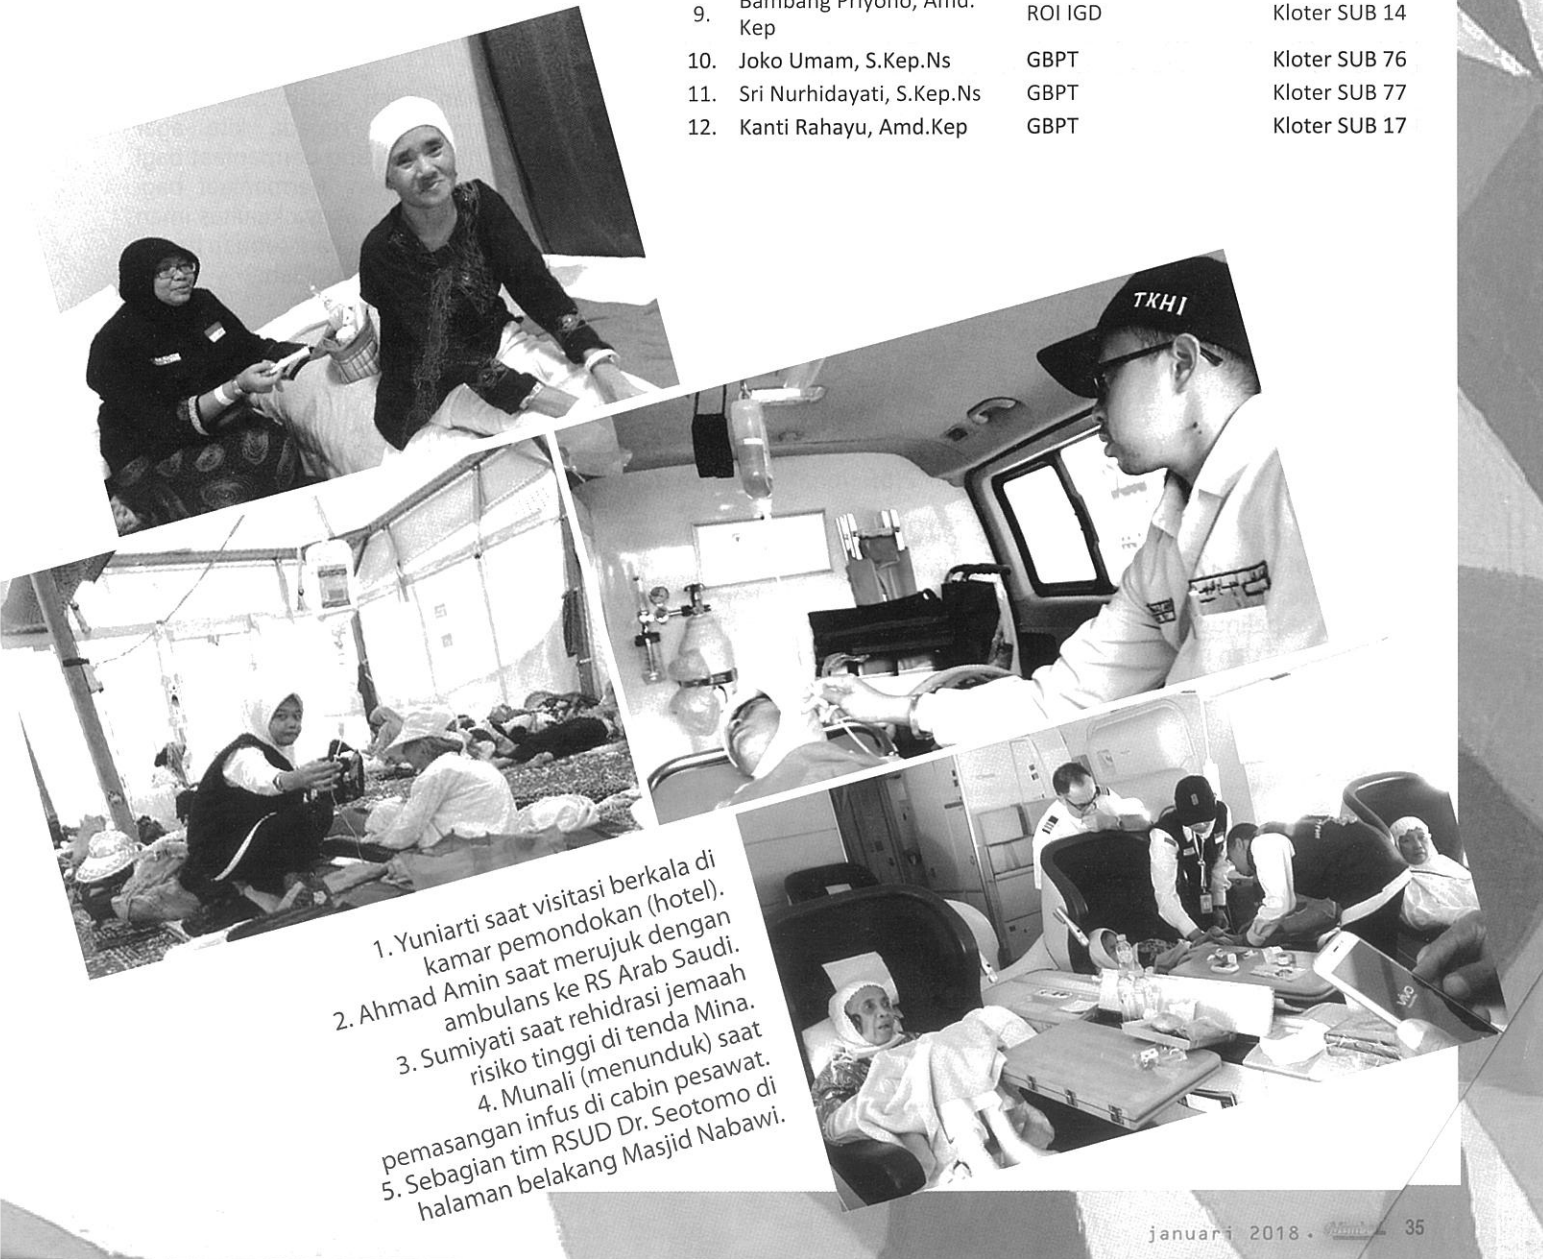 9. Bambang Priyono, Amd. Kep ROI IGD Kloter SUB 14
10. Joko Umam, S.Kep.Ns GBPT Kloter SUB 76
11. Sri Nurhidayati, S.Kep.Ns GBPT Kloter SUB 77
12. Kanti Rahayu, Amd.Kep GBPT Kloter SUB 17
TKHI
1. Yuniarti saat visitasi berkala di
kamar pemondokan (hotel).
2. Ahmad Amin saat merujuk dengan
ambulans ke RS Arab Saudi.
3. Sumiyati saat rehidrasi jemaah
risiko tinggi di tenda Mina.
4. Munali (menunduk) saat
pemasangan infus di cabin pesawat.
5. Sebagian tim RSUD Dr. Seotomo di
halaman belakang Masjid Nabawi.
vivo
januari 2018. 35